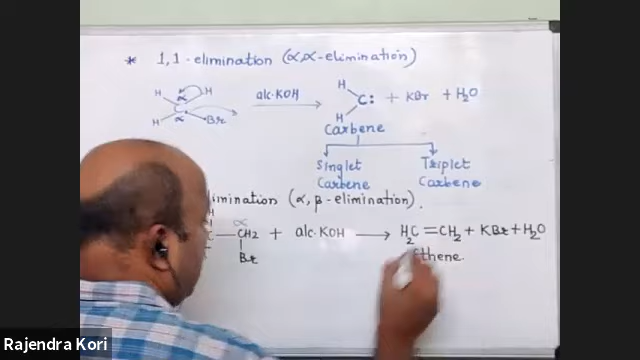 * 1,1-elimination (α,α-elimination)
H α H
C
H α Br
alc·KOH
H
C: + KBr + H₂O
H
Carbene
Singlet Carbene
Triplet Carbene
imination (α,β-elimination).
H
C — CH₂ + alc·KOH → H₂C = CH₂ + KBr + H₂O
α
Br
Ethene.
Rajendra Kori